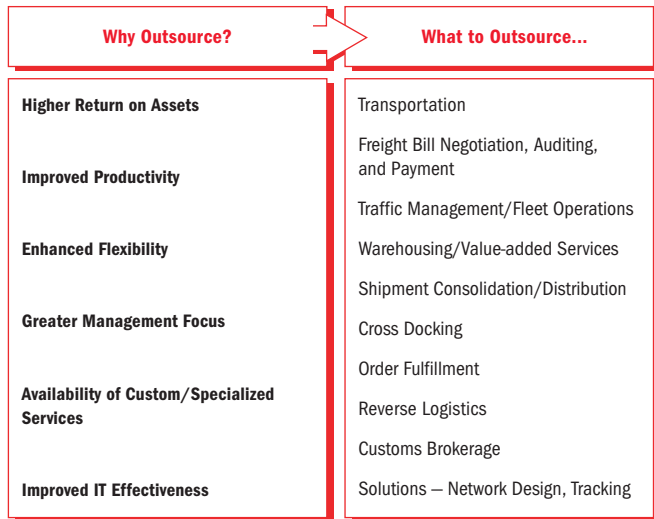 Why Outsource?
What to Outsource...
Higher Return on Assets
Improved Productivity
Enhanced Flexibility
Greater Management Focus
Availability of Custom/Specialized
Services
Improved IT Effectiveness
Transportation
Freight Bill Negotiation, Auditing,
and Payment
Traffic Management/Fleet Operations
Warehousing/Value-added Services
Shipment Consolidation/Distribution
Cross Docking
Order Fulfillment
Reverse Logistics
Customs Brokerage
Solutions — Network Design, Tracking